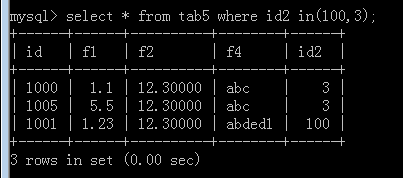 mysql> select * from tab5 where id2 in(100,3);
+------+------+----------+--------+------+
| id | f1 | f2 | f4 | id2 |
+------+------+----------+--------+------+
| 1000 | 1.1 | 12.30000 | abc | 3 |
| 1005 | 5.5 | 12.30000 | abc | 3 |
| 1001 | 1.23 | 12.30000 | abded1 | 100 |
+------+------+----------+--------+------+
3 rows in set (0.00 sec)